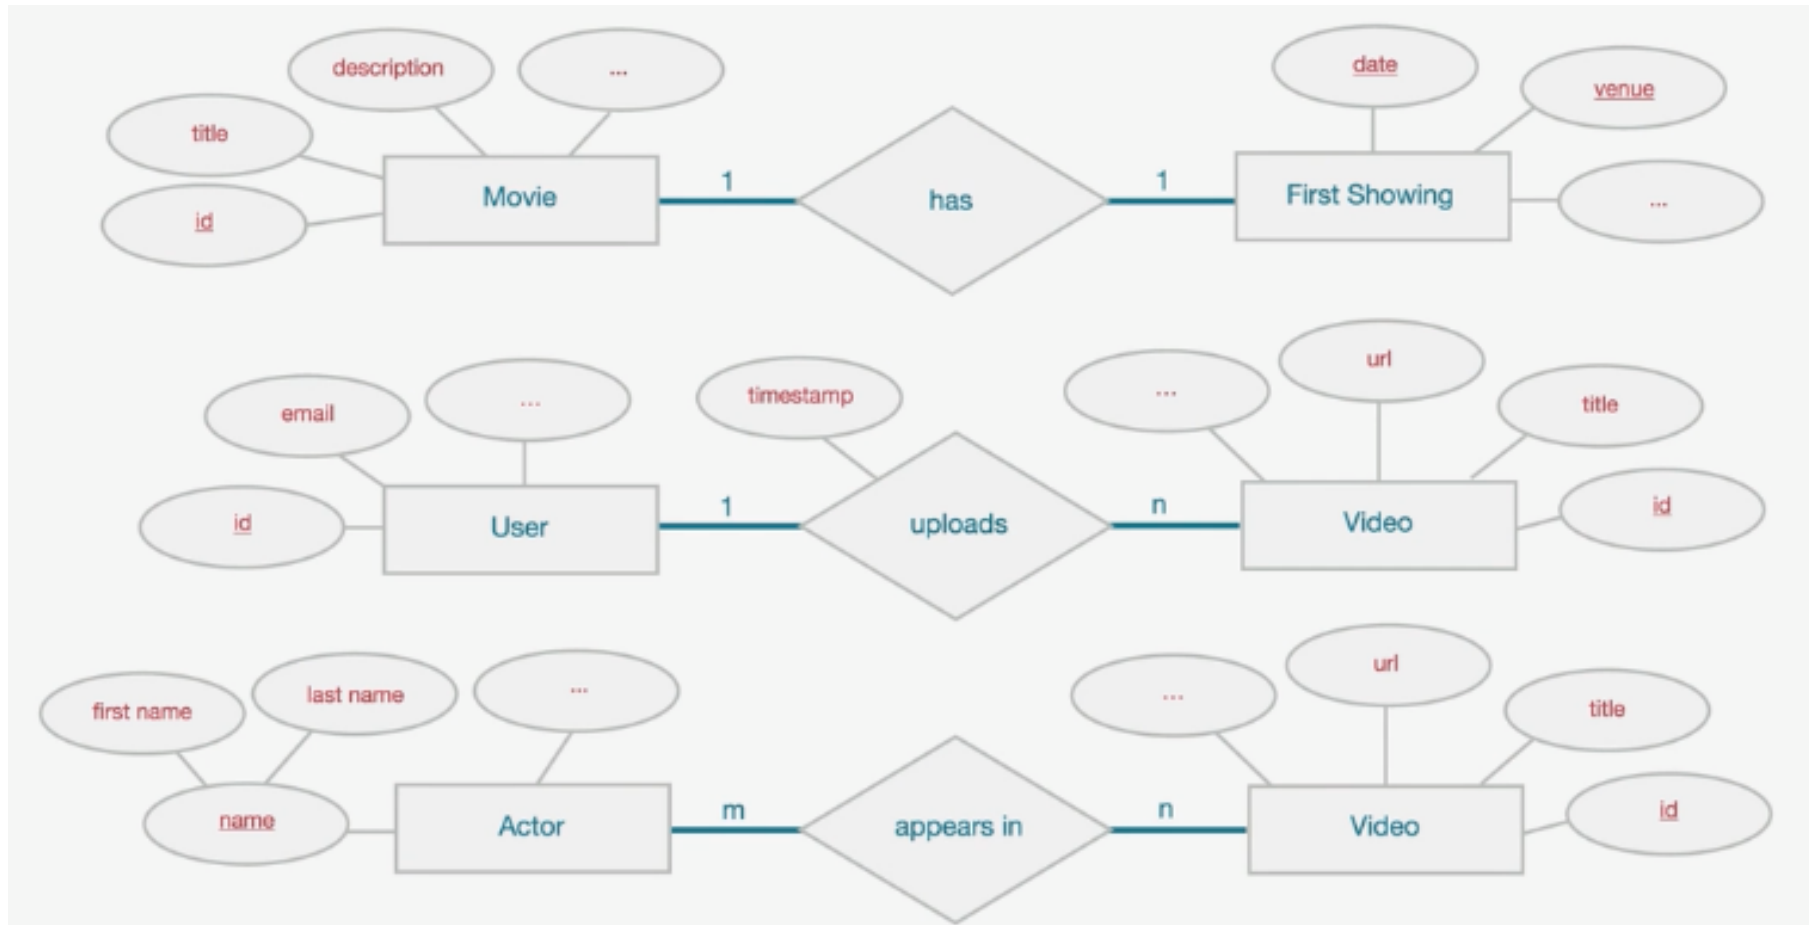 description
...
title
id
Movie
1
has
1
First Showing
date
venue
...
email
...
id
User
1
timestamp
uploads
n
Video
...
url
title
id
first name
last name
...
name
Actor
m
appears in
n
Video
...
url
title
id